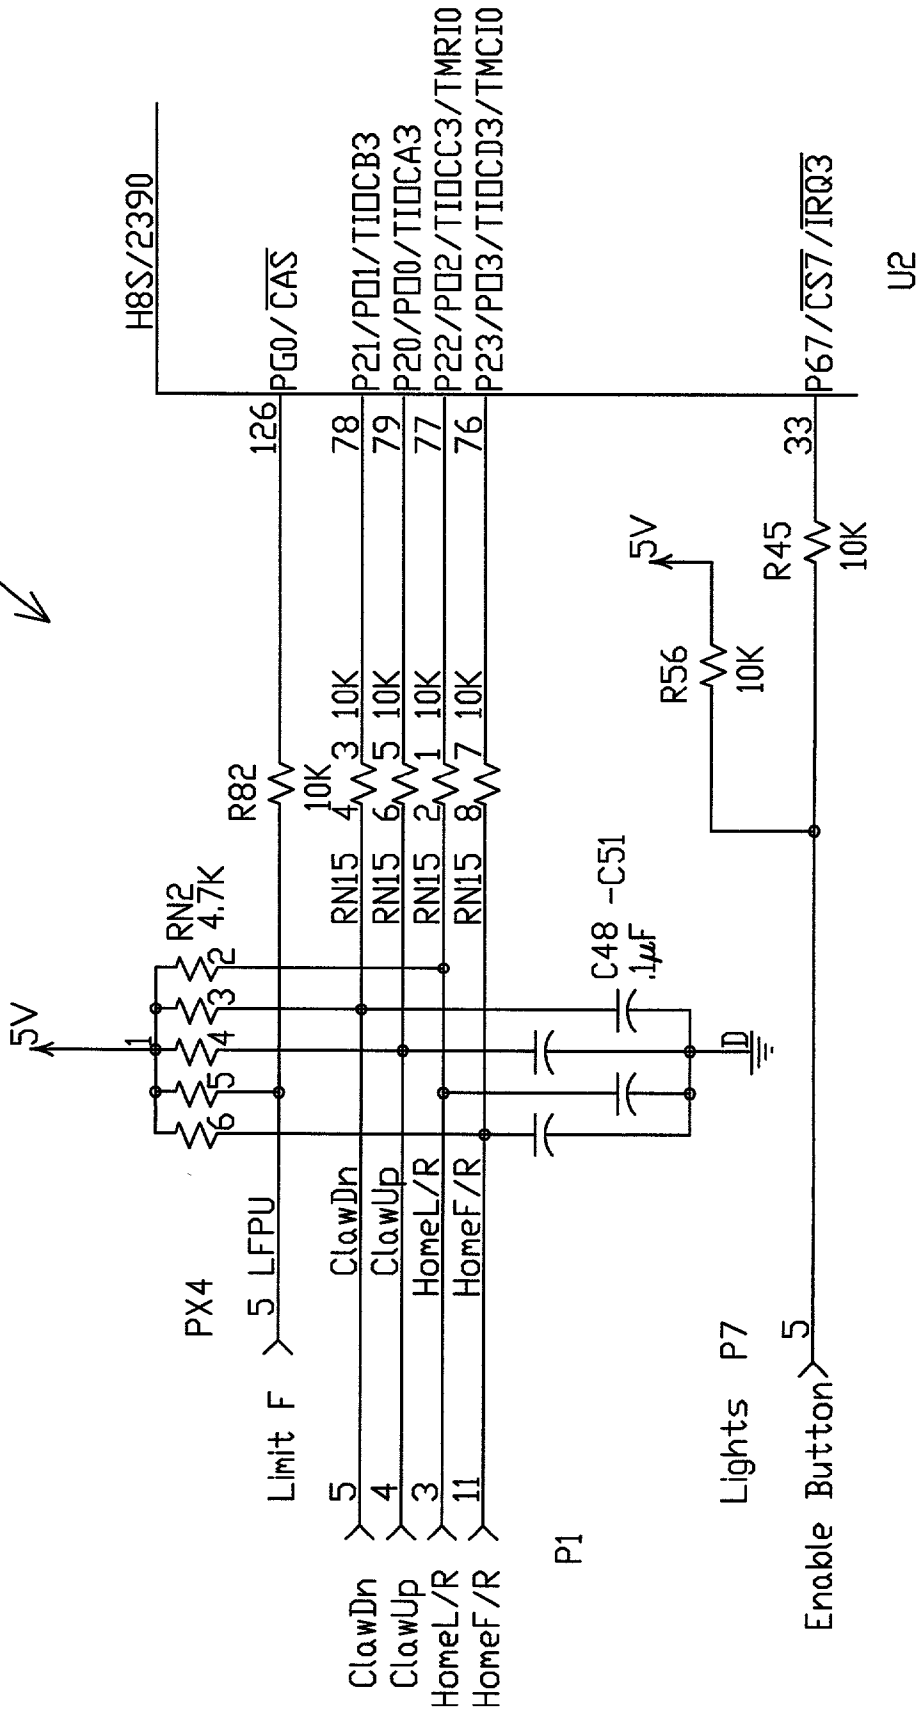 H8S/2390
5V
1
RN2
4.7K
6
5
4
3
2
PX4
Limit F
5 LFPU
R82
10K
126
PG0/CAS
ClawDn
5
ClawDn
RN15
4
3
10K
78
P21/PO1/TIOCB3
ClawUp
4
ClawUp
RN15
6
5
10K
79
P20/PO0/TIOCA3
HomeL/R
3
HomeL/R
RN15
2
1
10K
77
P22/PO2/TIOCC3/TMRI0
HomeF/R
11
HomeF/R
RN15
8
7
10K
76
P23/PO3/TIOCD3/TMCI0
P1
C48 -C51
.1µF
D
5V
R56
10K
Lights P7
Enable Button
5
R45
10K
33
P67/CS7/IRQ3
U2